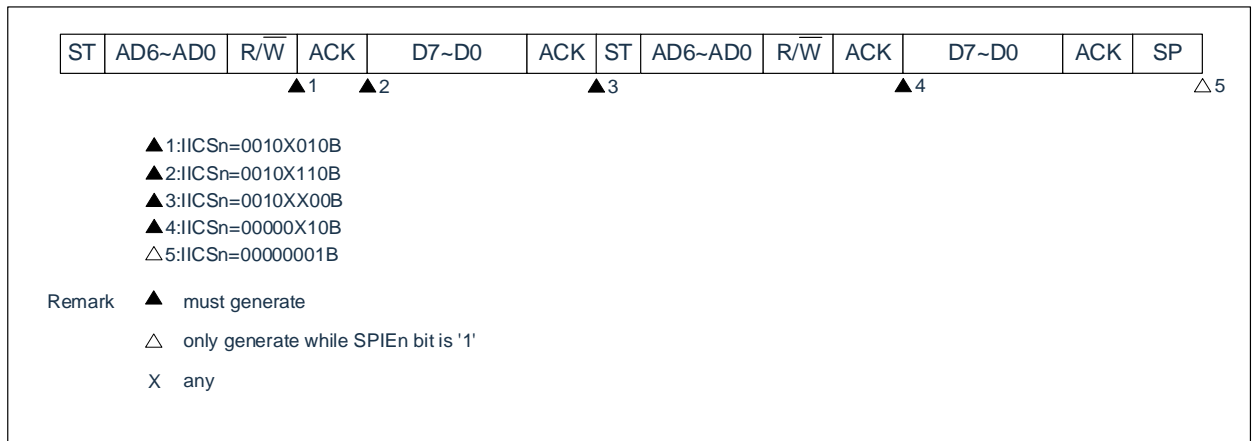 ST AD6~AD0 R/W ACK D7~D0 ACK ST AD6~AD0 R/W ACK D7~D0 ACK SP
▲1 ▲2 ▲3 ▲4 △5
▲1:IICSn=0010X010B
▲2:IICSn=0010X110B
▲3:IICSn=0010XX00B
▲4:IICSn=00000X10B
△5:IICSn=00000001B
Remark ▲ must generate
△ only generate while SPIEn bit is '1'
X any